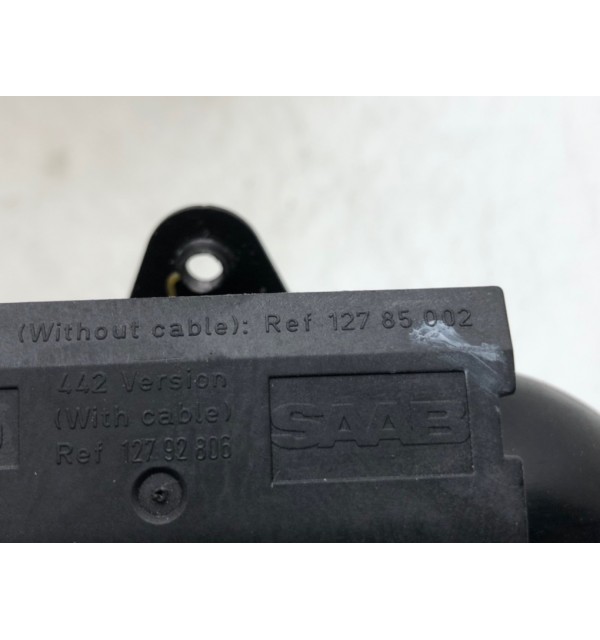 (Without cable): Ref 127 85 002
442 Version
(With cable)
Ref 127 92 806
SAAB